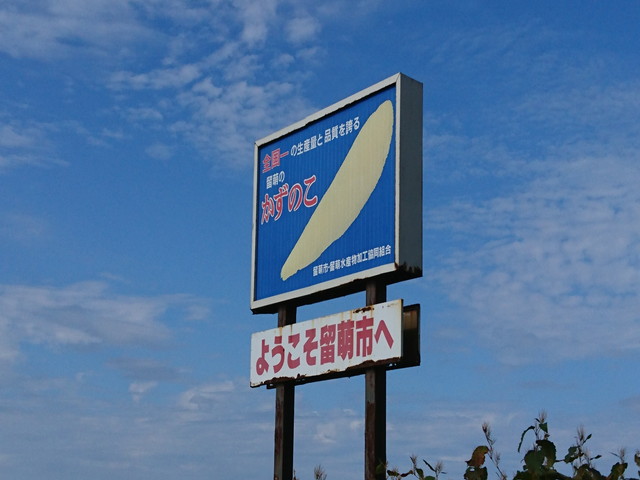 全国一の生産量と品質を誇る
留萌の
かずのこ
留萌市・留萌水産物加工協同組合
ようこそ留萌市へ